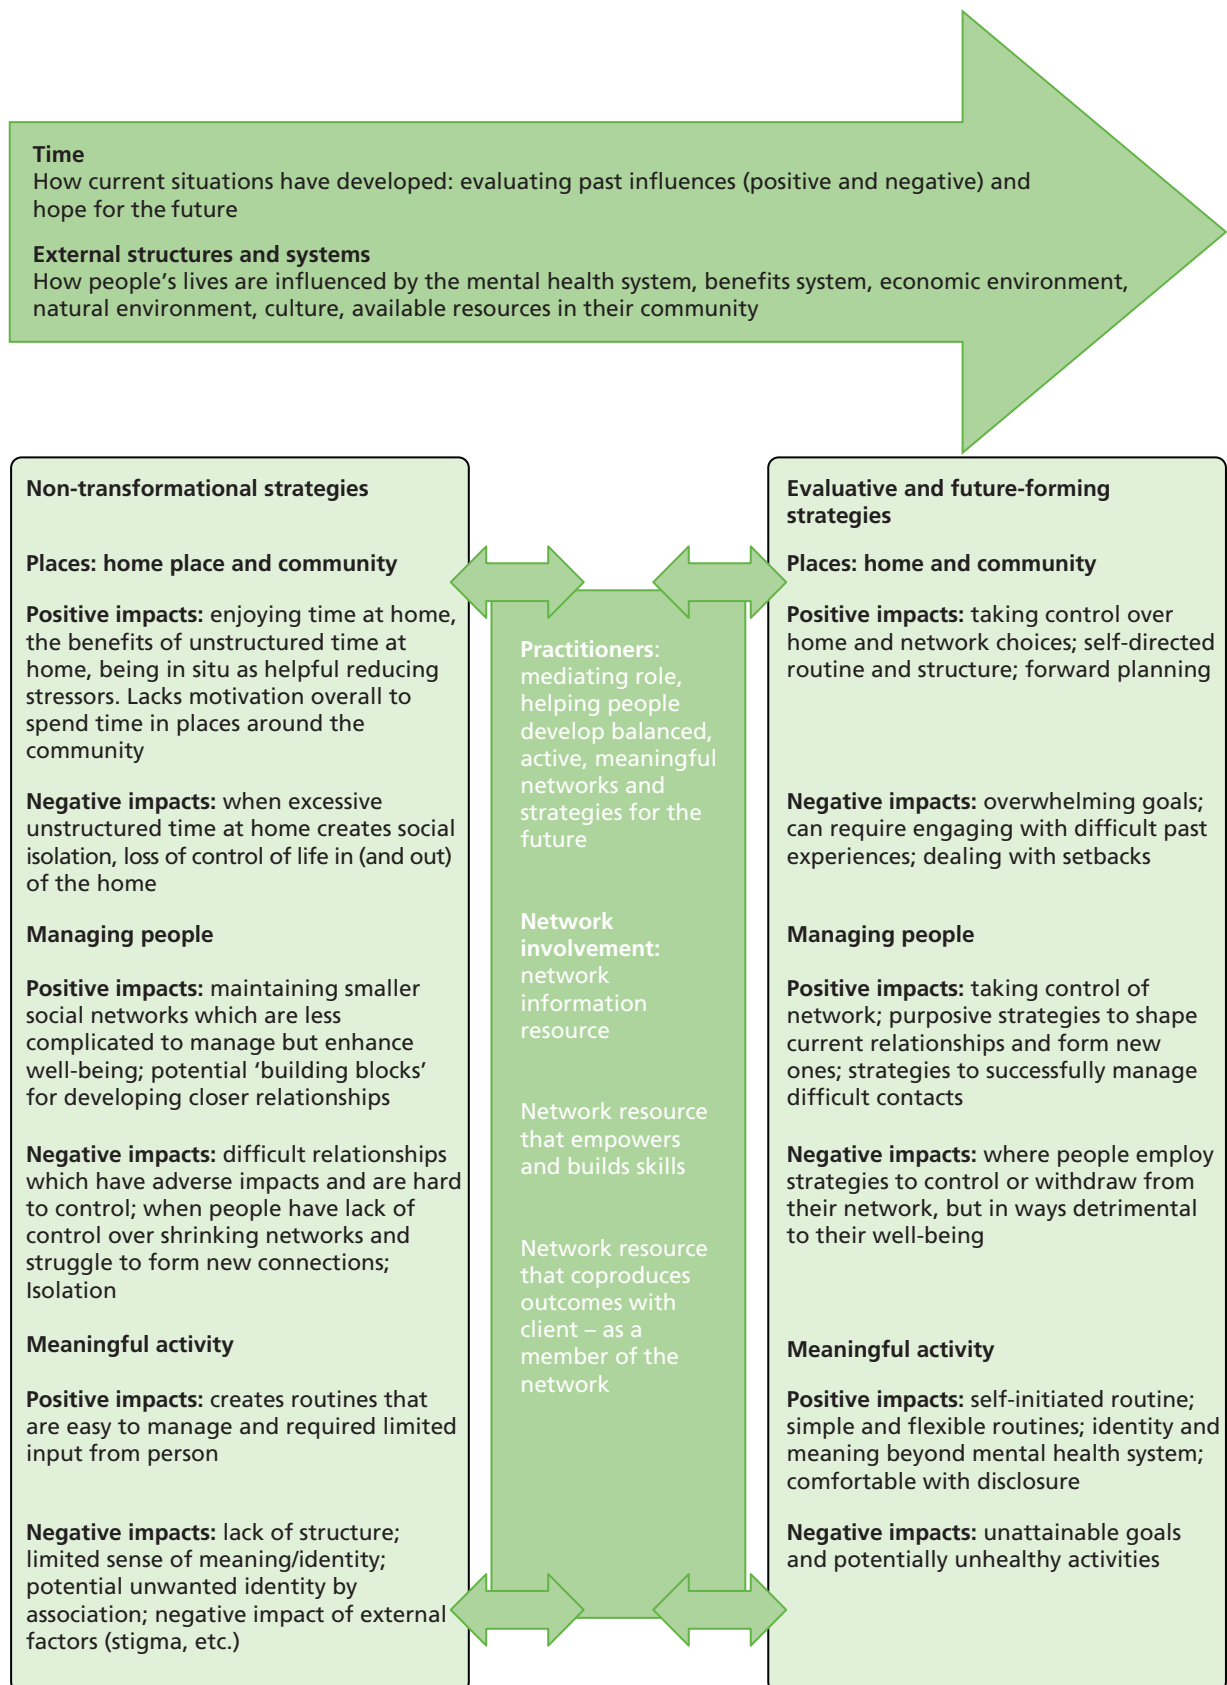 Time
How current situations have developed: evaluating past influences (positive and negative) and
hope for the future
External structures and systems
How people's lives are influenced by the mental health system, benefits system, economic environment,
natural environment, culture, available resources in their community
Non-transformational strategies
Places: home place and community
Positive impacts: enjoying time at home,
the benefits of unstructured time at
home, being in situ as helpful reducing
stressors. Lacks motivation overall to
spend time in places around the
community
Negative impacts: when excessive
unstructured time at home creates social
isolation, loss of control of life in (and out)
of the home
Managing people
Positive impacts: maintaining smaller
social networks which are less
complicated to manage but enhance
well-being; potential 'building blocks'
for developing closer relationships
Negative impacts: difficult relationships
which have adverse impacts and are hard
to control; when people have lack of
control over shrinking networks and
struggle to form new connections;
Isolation
Meaningful activity
Positive impacts: creates routines that
are easy to manage and required limited
input from person
Negative impacts: lack of structure;
limited sense of meaning/identity;
potential unwanted identity by
association; negative impact of external
factors (stigma, etc.)
Practitioners:
mediating role,
helping people
develop balanced,
active, meaningful
networks and
strategies for the
future
Network
involvement:
network
information
resource
Network resource
that empowers
and builds skills
Network resource
that coproduces
outcomes with
client – as a
member of the
network
Evaluative and future-forming
strategies
Places: home and community
Positive impacts: taking control over
home and network choices; self-directed
routine and structure; forward planning
Negative impacts: overwhelming goals;
can require engaging with difficult past
experiences; dealing with setbacks
Managing people
Positive impacts: taking control of
network; purposive strategies to shape
current relationships and form new
ones; strategies to successfully manage
difficult contacts
Negative impacts: where people employ
strategies to control or withdraw from
their network, but in ways detrimental
to their well-being
Meaningful activity
Positive impacts: self-initiated routine;
simple and flexible routines; identity and
meaning beyond mental health system;
comfortable with disclosure
Negative impacts: unattainable goals
and potentially unhealthy activities